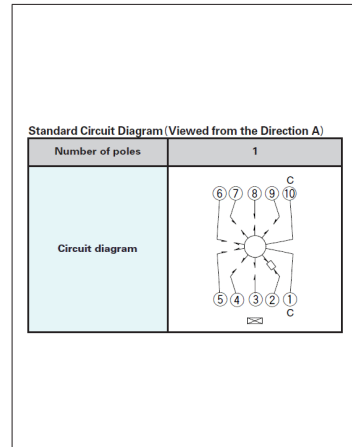 Standard Circuit Diagram (Viewed from the Direction A)
Number of poles 1
Circuit diagram
C
6 7 8 9 10
5 4 3 2 1
C